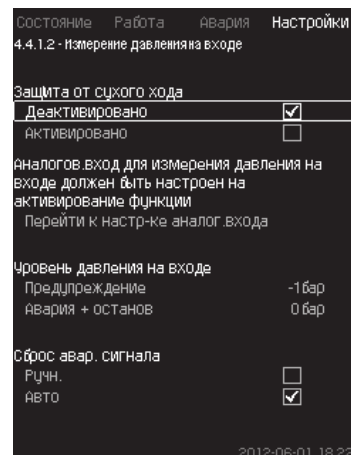 Состояние Работа Авария Настройки
4.4.1.2 - Измерение давления на входе
Защита от сухого хода
Деактивировано
Активировано
Аналогов.вход для измерения давления на
входе должен быть настроен на
активирование функции
Перейти к настр-ке аналог.входа
Уровень давления на входе
Предупреждение -1бар
Авария + останов 0бар
Сброс авар. сигнала
Ручн.
Авто
2012-06-01 18:22